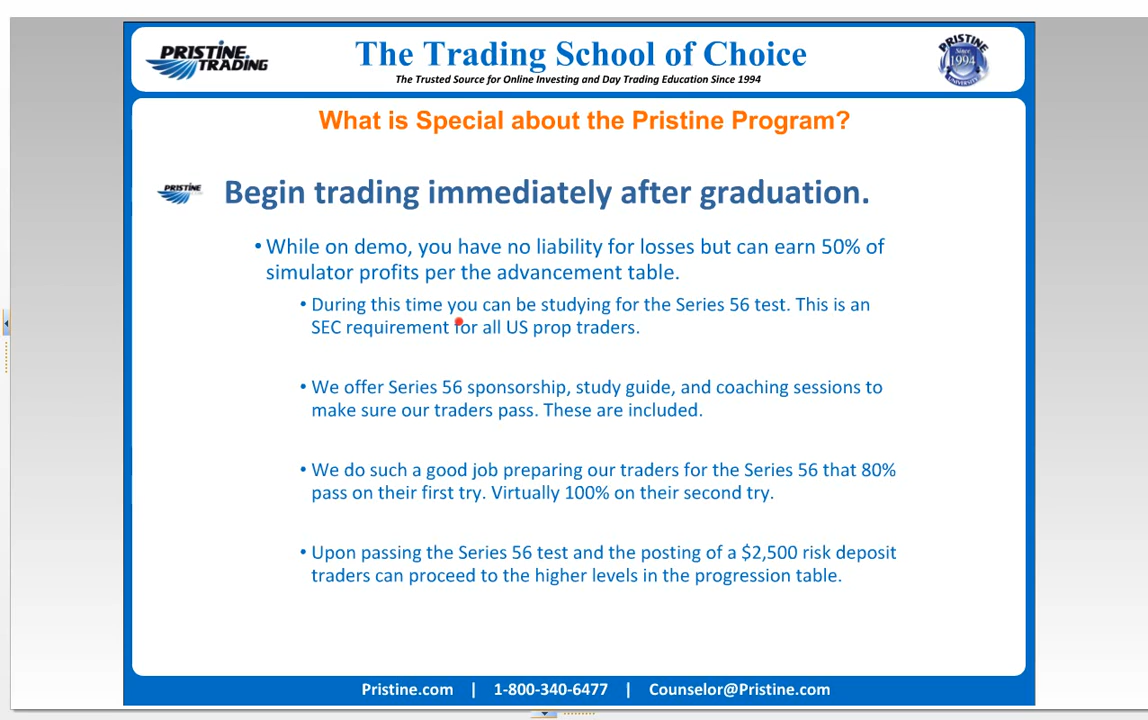 PRISTINE
TRADING
The Trading School of Choice
The Trusted Source for Online Investing and Day Trading Education Since 1994
PRISTINE
Since
1994
UNIVERSITY
What is Special about the Pristine Program?
PRISTINE
Begin trading immediately after graduation.
• While on demo, you have no liability for losses but can earn 50% of
simulator profits per the advancement table.
• During this time you can be studying for the Series 56 test. This is an
SEC requirement for all US prop traders.
• We offer Series 56 sponsorship, study guide, and coaching sessions to
make sure our traders pass. These are included.
• We do such a good job preparing our traders for the Series 56 that 80%
pass on their first try. Virtually 100% on their second try.
• Upon passing the Series 56 test and the posting of a $2,500 risk deposit
traders can proceed to the higher levels in the progression table.
Pristine.com | 1-800-340-6477 | Counselor@Pristine.com